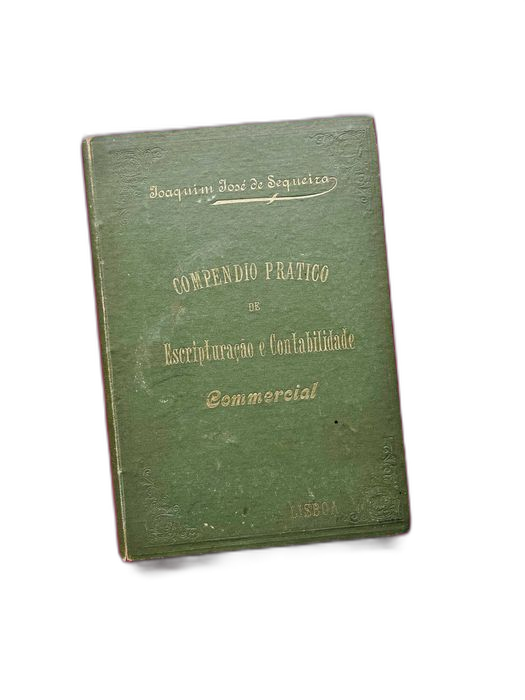 Joaquim José de Sequeira
COMPENDIO PRATICO
DE
Escripturação e Contabilidade
Commercial
LISBOA